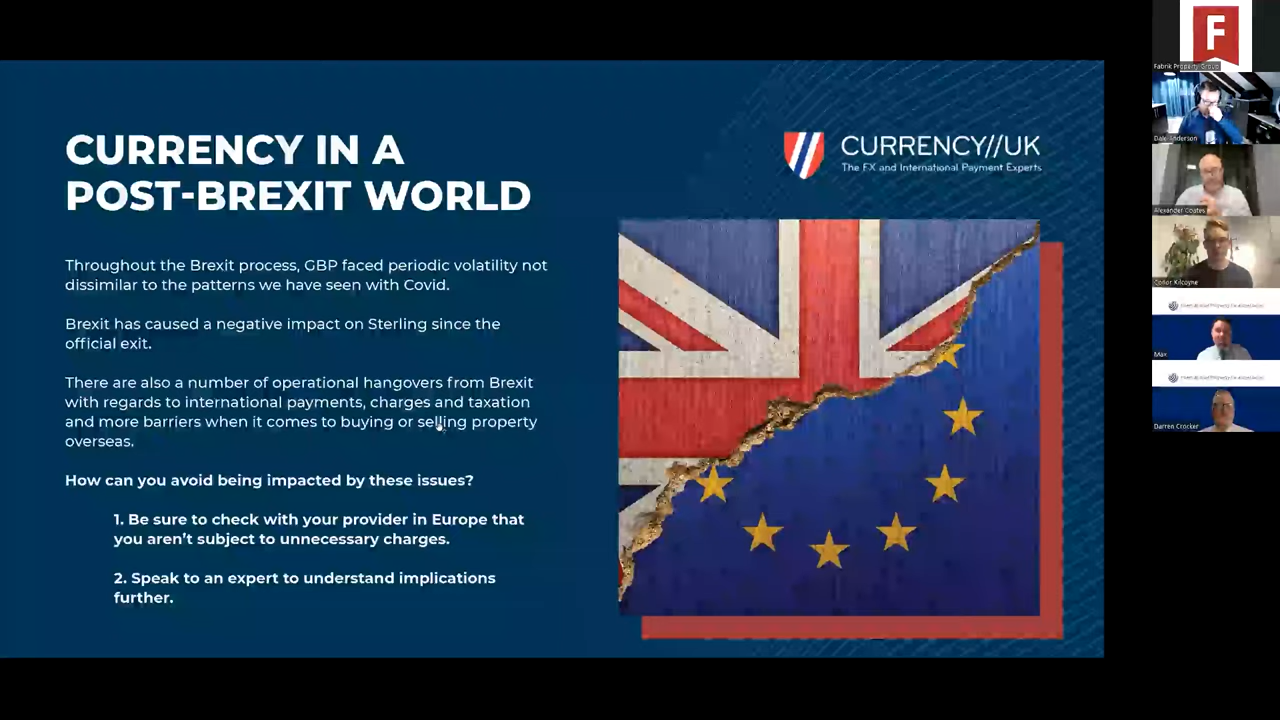 CURRENCY IN A
POST-BREXIT WORLD
CURRENCY//UK
The FX and International Payment Experts
Throughout the Brexit process, GBP faced periodic volatility not
dissimilar to the patterns we have seen with Covid.
Brexit has caused a negative impact on Sterling since the
official exit.
There are also a number of operational hangovers from Brexit
with regards to international payments, charges and taxation
and more barriers when it comes to buying or selling property
overseas.
How can you avoid being impacted by these issues?
1. Be sure to check with your provider in Europe that
you aren't subject to unnecessary charges.
2. Speak to an expert to understand implications
further.
F
Fabrik Property Group
Dale Anderson
Alexander Coates
Conor Kilcoyne
Max
Darren Crocker